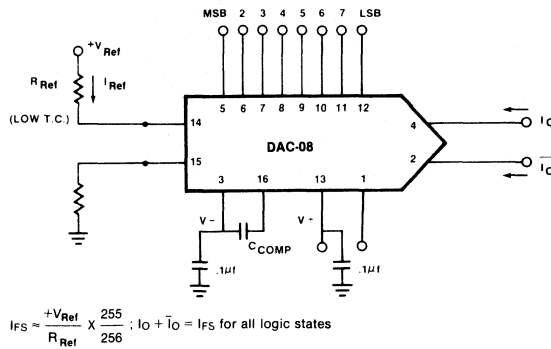 MSB 2 3 4 5 6 7 LSB
+VRef
RRef IRef
(LOW T.C.)
5 6 7 8 9 10 11 12
14
4 IO
DAC-08
15
2 I̅O
3 16 13 1
V– V+
CCOMP
.1µf .1µf
IFS ≈ +VRef / RRef X 255 / 256 ; IO + I̅O = IFS for all logic states